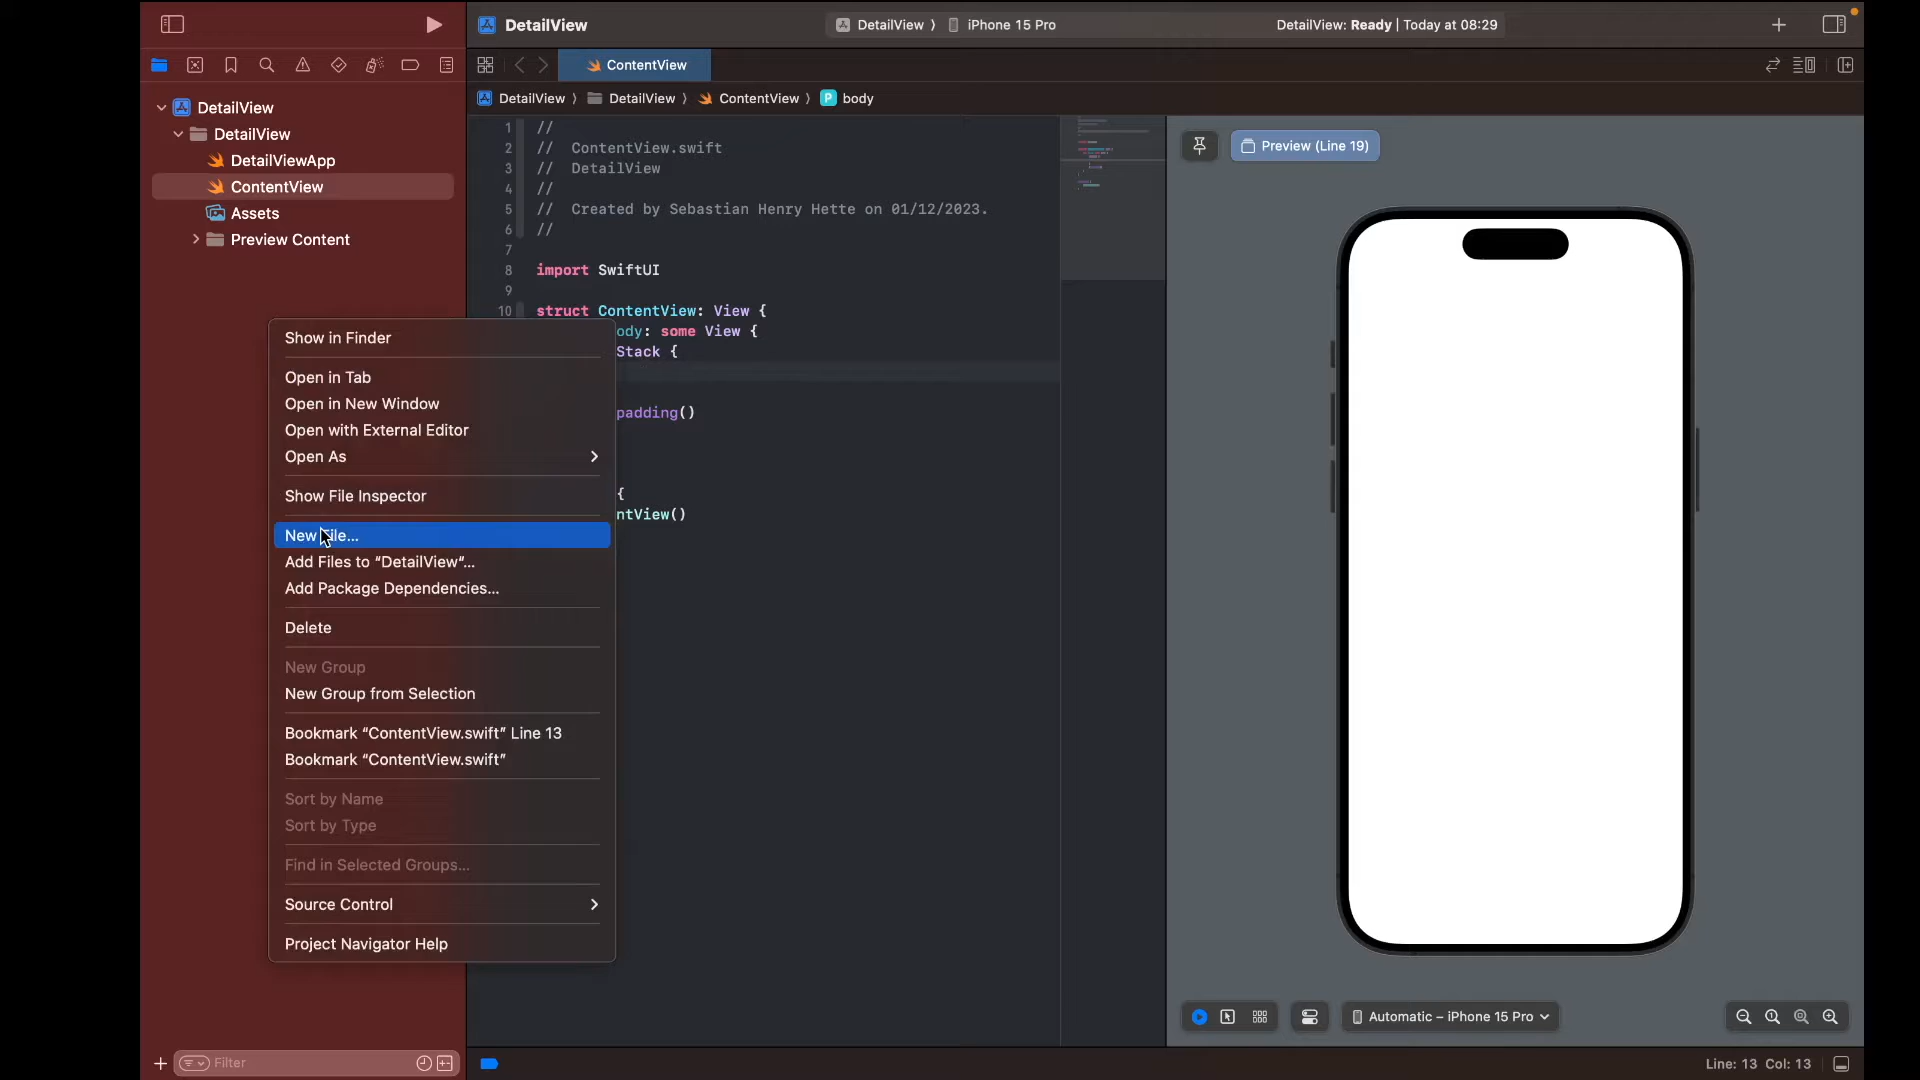 DetailView
DetailView
iPhone 15 Pro
DetailView: Ready | Today at 08:29
ContentView
DetailView
DetailView
ContentView
body
DetailView
DetailView
DetailViewApp
ContentView
Assets
Preview Content
1 //
2 // ContentView.swift
3 // DetailView
4 //
5 // Created by Sebastian Henry Hette on 01/12/2023.
6 //
7
8 import SwiftUI
9
10 struct ContentView: View {
ody: some View {
Stack {
padding()
{
ntView()
Show in Finder
Open in Tab
Open in New Window
Open with External Editor
Open As
Show File Inspector
New File...
Add Files to “DetailView”...
Add Package Dependencies...
Delete
New Group
New Group from Selection
Bookmark “ContentView.swift” Line 13
Bookmark “ContentView.swift”
Sort by Name
Sort by Type
Find in Selected Groups...
Source Control
Project Navigator Help
Preview (Line 19)
Automatic – iPhone 15 Pro
Filter
Line: 13 Col: 13